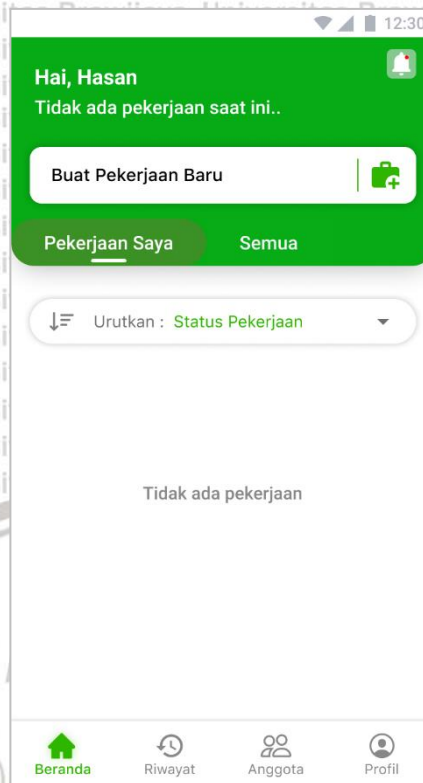 12:30
Hai, Hasan
Tidak ada pekerjaan saat ini..
Buat Pekerjaan Baru
Pekerjaan Saya Semua
Urutkan : Status Pekerjaan
Tidak ada pekerjaan
Beranda Riwayat Anggota Profil